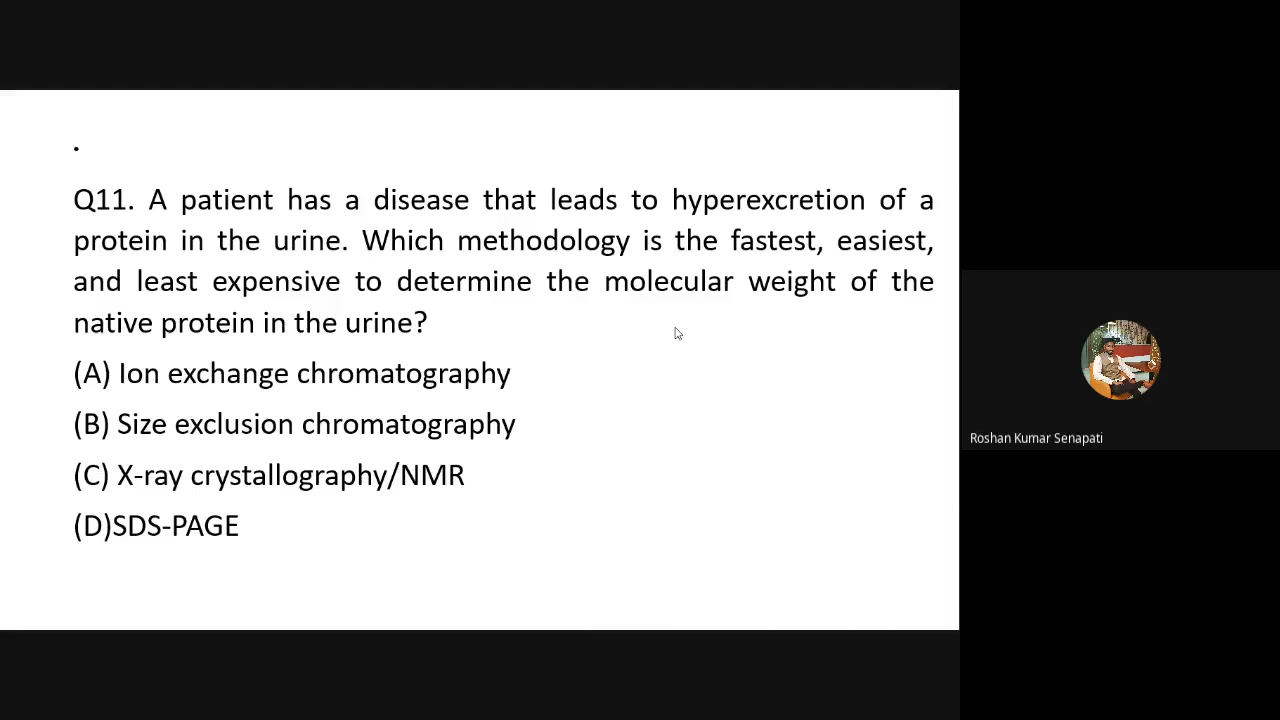 .
Q11. A patient has a disease that leads to hyperexcretion of a
protein in the urine. Which methodology is the fastest, easiest,
and least expensive to determine the molecular weight of the
native protein in the urine?
(A) Ion exchange chromatography
(B) Size exclusion chromatography
(C) X-ray crystallography/NMR
(D)SDS-PAGE
Roshan Kumar Senapati